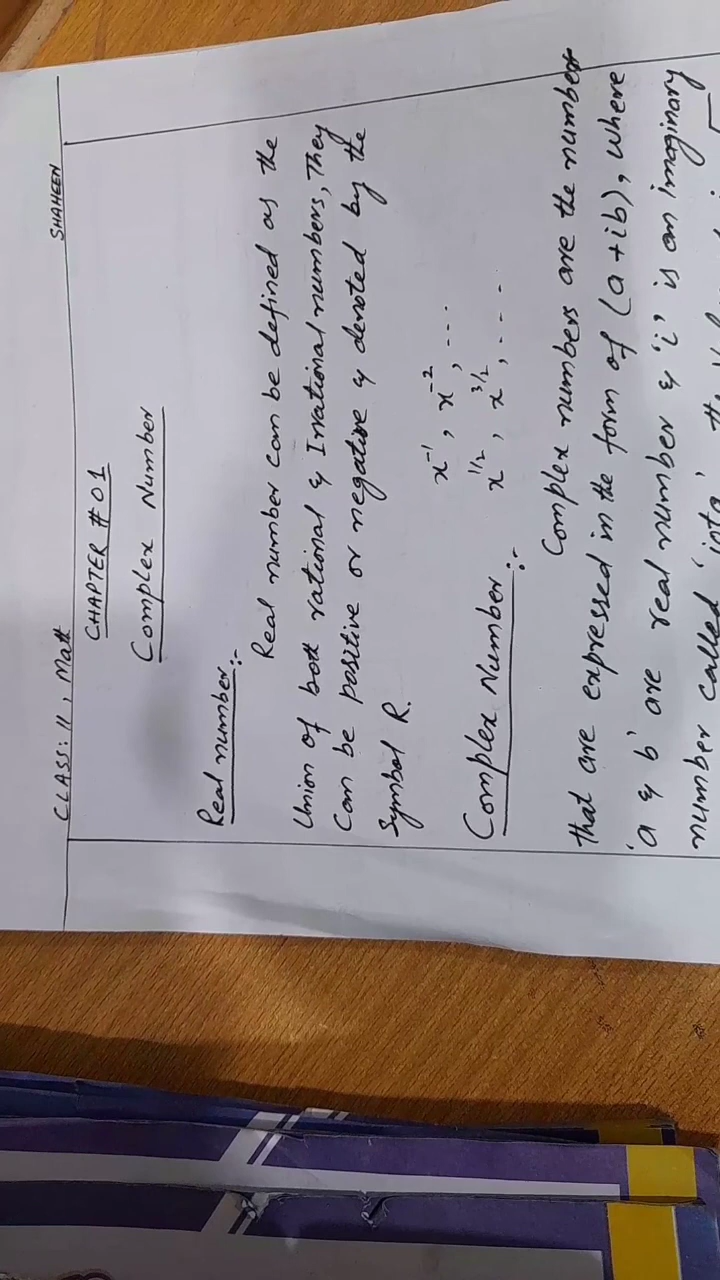 CLASS: 11, Math SHAHEEN
CHAPTER #01
Complex Number
Real number:-
Real number can be defined as the
Union of both rational & Irrational numbers, They
Can be positive or negative & denoted by the
Symbol R.
x⁻¹, x⁻², ...
x^1/2, x^3/2, ....
Complex Number:-
Complex numbers are the numbers
that are expressed in the form of (a+ib), where
'a & b' are real number & 'i' is an imaginary
number called